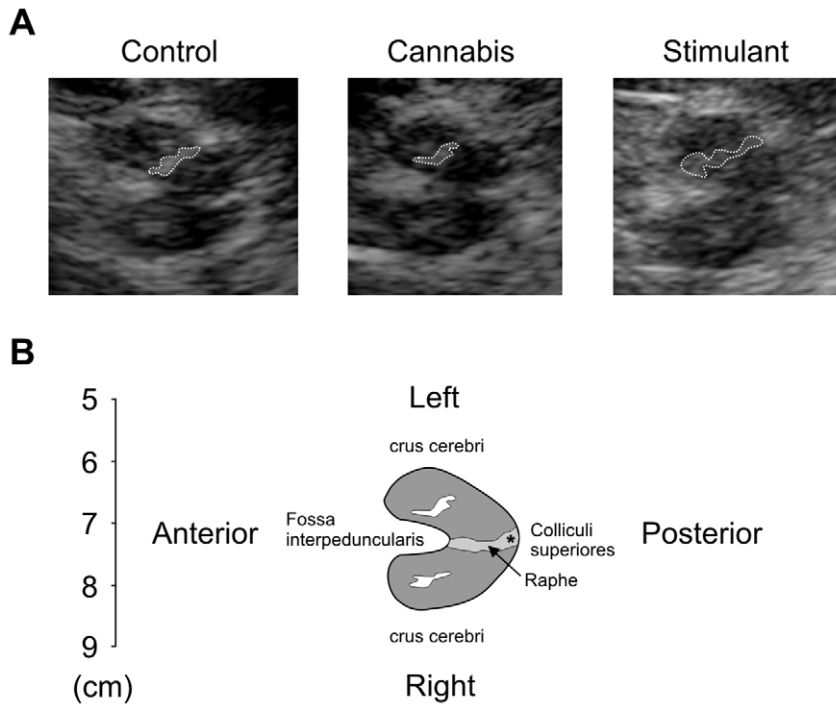 A
Control Cannabis Stimulant
B
5
Left
crus cerebri
6
7
Anterior
Fossa
interpeduncularis
*
Colliculi
superiores
Posterior
Raphe
8
crus cerebri
9
(cm)
Right